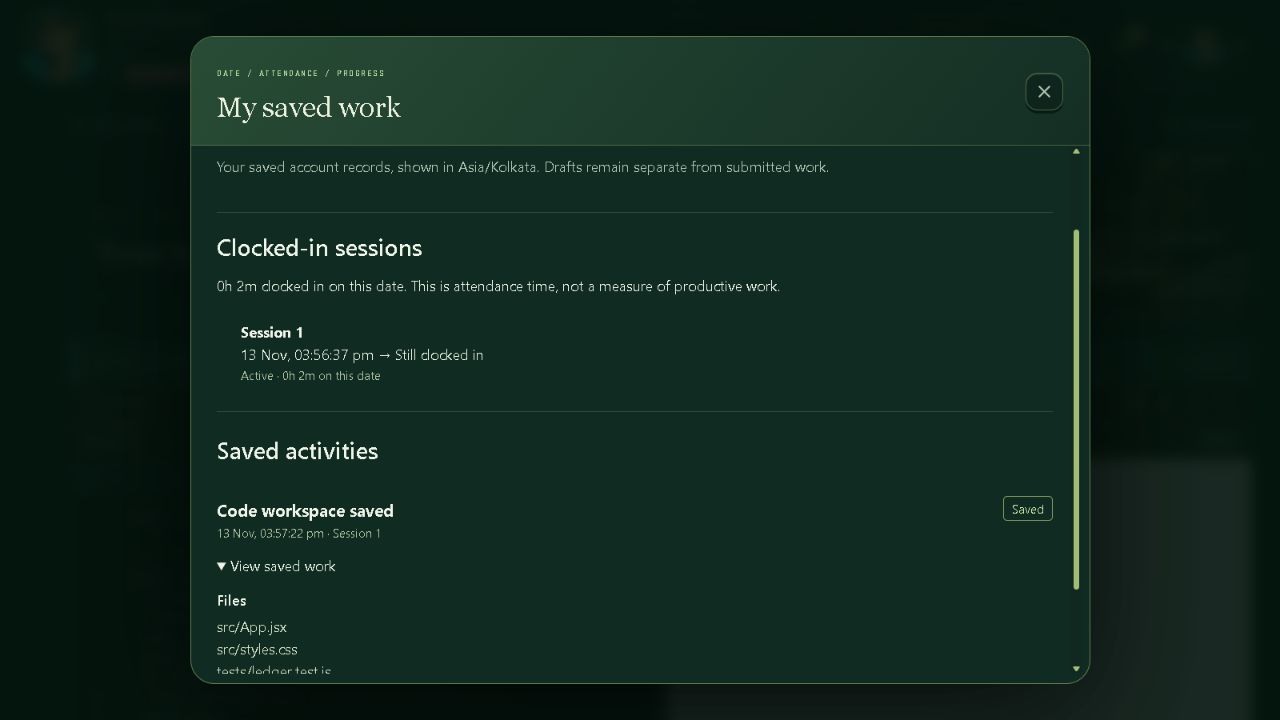 DATE / ATTENDANCE / PROGRESS
My saved work
Your saved account records, shown in Asia/Kolkata. Drafts remain separate from submitted work.
Clocked-in sessions
0h 2m clocked in on this date. This is attendance time, not a measure of productive work.
Session 1
13 Nov, 03:56:37 pm → Still clocked in
Active · 0h 2m on this date
Saved activities
Code workspace saved
Saved
13 Nov, 03:57:22 pm · Session 1
▼ View saved work
Files
src/App.jsx
src/styles.css
tests/ledger.test.js